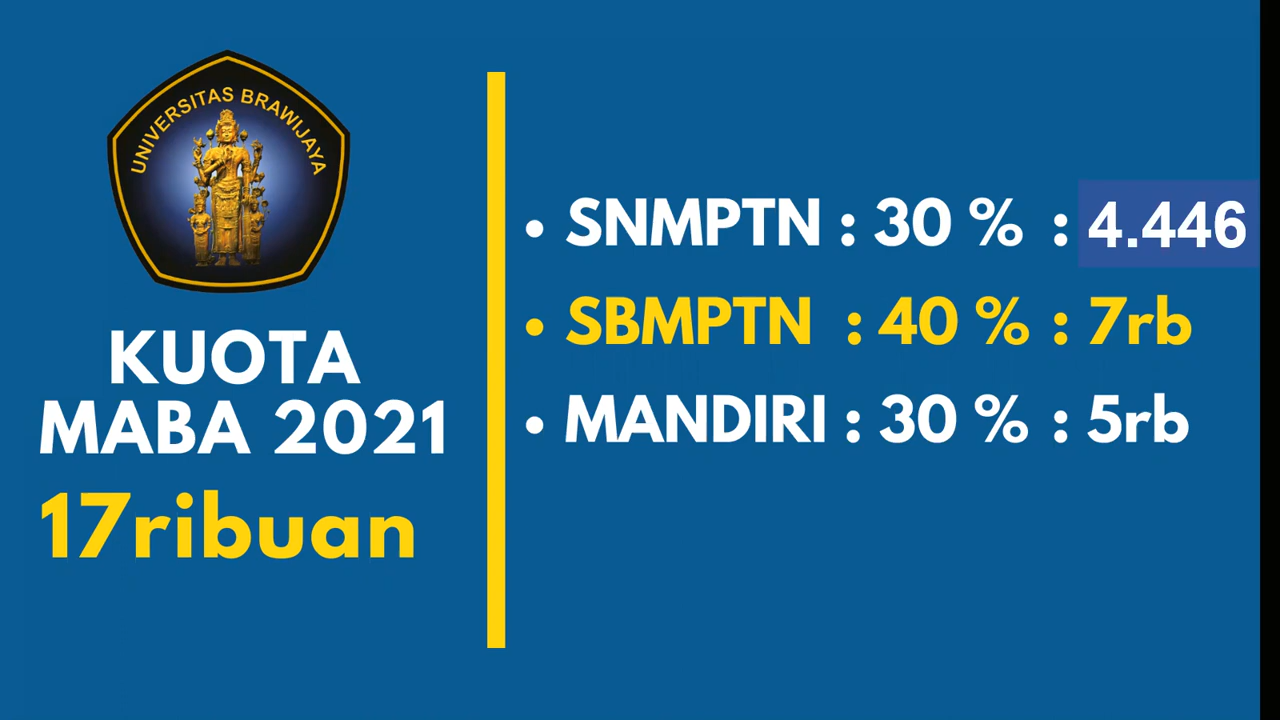 UNIVERSITAS BRAWIJAYA
KUOTA
MABA 2021
17ribuan
• SNMPTN : 30 % : 4.446
• SBMPTN : 40 % : 7rb
• MANDIRI : 30 % : 5rb